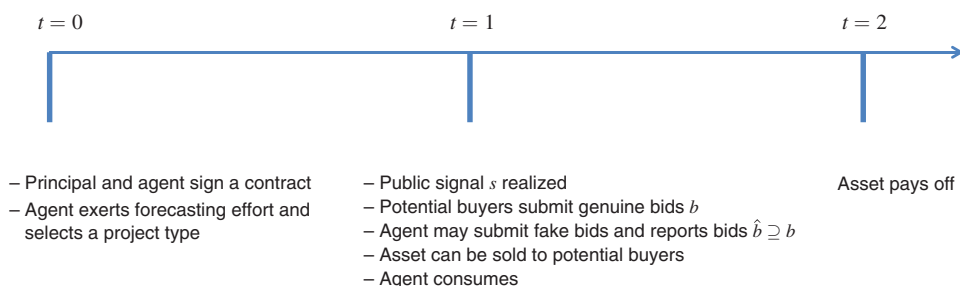 t = 0
t = 1
t = 2
– Principal and agent sign a contract
– Agent exerts forecasting effort and
selects a project type
– Public signal s realized
– Potential buyers submit genuine bids b
– Agent may submit fake bids and reports bids b̂ ⊇ b
– Asset can be sold to potential buyers
– Agent consumes
Asset pays off